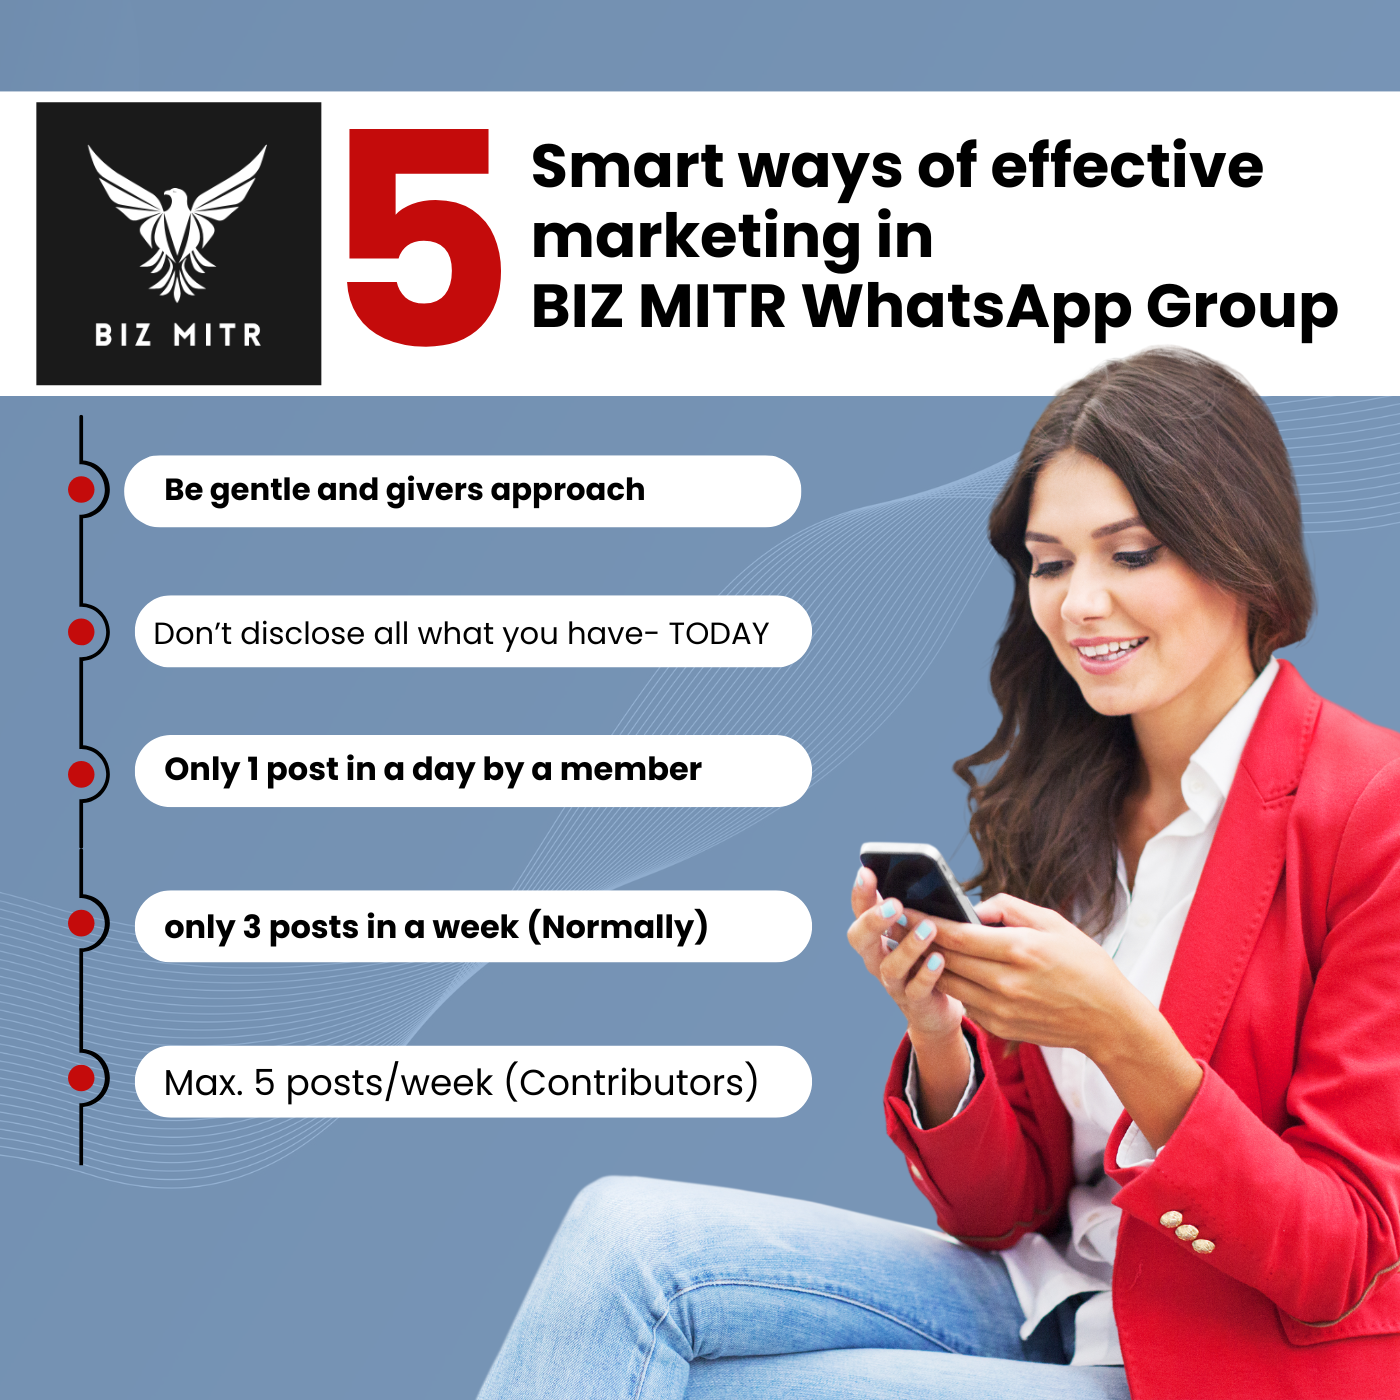 BIZ MITR
5
Smart ways of effective
marketing in
BIZ MITR WhatsApp Group
Be gentle and givers approach
Don’t disclose all what you have- TODAY
Only 1 post in a day by a member
only 3 posts in a week (Normally)
Max. 5 posts/week (Contributors)